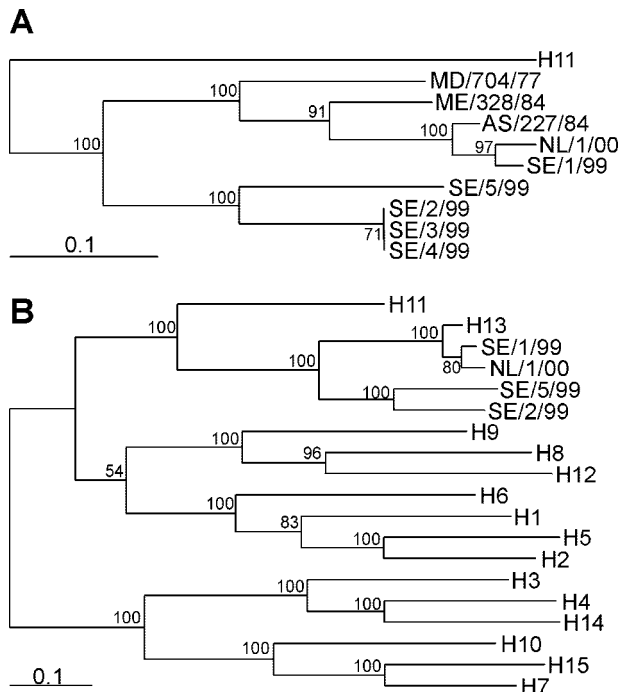 A
H11
100
MD/704/77
91
ME/328/84
100
100
AS/227/84
97
NL/1/00
SE/1/99
100
SE/5/99
SE/2/99
71
SE/3/99
SE/4/99
0.1
B
H11
100
100
H13
100
SE/1/99
80
NL/1/00
100
SE/5/99
SE/2/99
100
H9
96
H8
54
H12
100
H6
83
H1
100
H5
H2
100
H3
100
100
H4
H14
100
H10
100
H15
H7
0.1